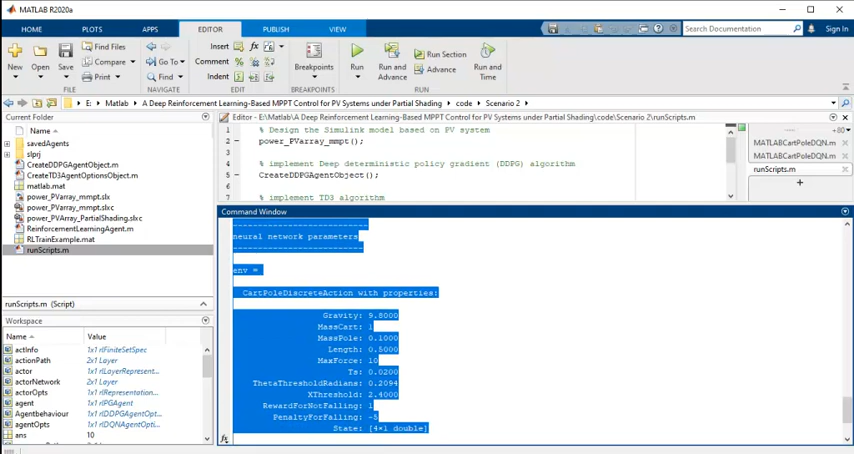 MATLAB R2020a
HOME PLOTS APPS EDITOR PUBLISH VIEW
Search Documentation Sign In
New Open Save Find Files Compare Print
Go To Find
Insert Comment Indent
Breakpoints Run Run and Advance Run Section Advance Run and Time
FILE NAVIGATE EDIT BREAKPOINTS RUN
E: Matlab A Deep Reinforcement Learning-Based MPPT Control for PV Systems under Partial Shading code Scenario 2
Current Folder
Name
savedAgents
slprj
CreateDDPGAgentObject.m
CreateTD3AgentOptionsObject.m
matlab.mat
power_PVarray_mmpt.slx
power_PVarray_mmpt.slxc
power_PVArray_PartialShading.slxc
ReinforcementLearningAgent.m
RLTrainExample.mat
runScripts.m
runScripts.m (Script)
Workspace
Name Value
actInfo 1x1 rlFiniteSetSpec
actionPath 2x1 Layer
actor 1x1 rlLayerRepresent...
actorNetwork 2x1 Layer
actorOpts 1x1 rlRepresentation...
agent 1x1 rlPGAgent
Agentbehaviour 1x1 rlDDPGAgentOpt...
agentOpts 1x1 rlDQNAgentOpti...
ans 10
Editor - E:\Matlab\A Deep Reinforcement Learning-Based MPPT Control for PV Systems under Partial Shading\code\Scenario 2\runScripts.m
1 % Design the Simulink model based on PV system
2 power_PVarray_mmpt();
3
4 % implement Deep deterministic policy gradient (DDPG) algorithm
5 CreateDDPGAgentObject();
6
7 % implement TD3 algorithm
+80
MATLABCartPoleDQN.m
MATLABCartPoleDQN.m
runScripts.m
Command Window
---------------------------
neural network parameters
---------------------------
env =
CartPoleDiscreteAction with properties:
Gravity: 9.8000
MassCart: 1
MassPole: 0.1000
Length: 0.5000
MaxForce: 10
Ts: 0.0200
ThetaThresholdRadians: 0.2094
XThreshold: 2.4000
RewardForNotFalling: 1
PenaltyForFalling: -5
State: [4×1 double]
fx